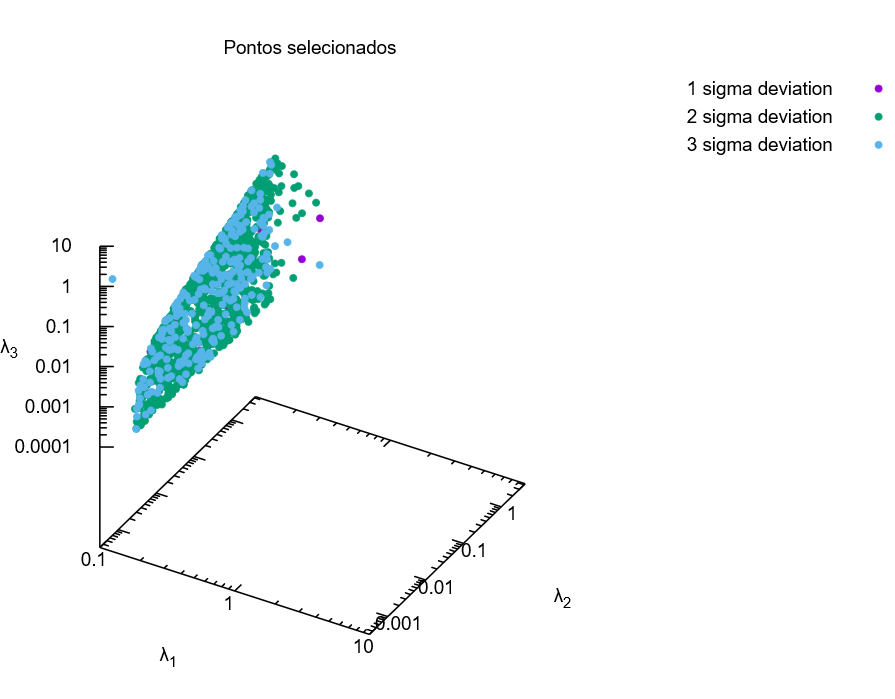 Pontos selecionados
1 sigma deviation
2 sigma deviation
3 sigma deviation
10
1
0.1
0.01
0.001
0.0001
λ3
0.1
1
10
λ1
1
0.1
0.01
0.001
λ2